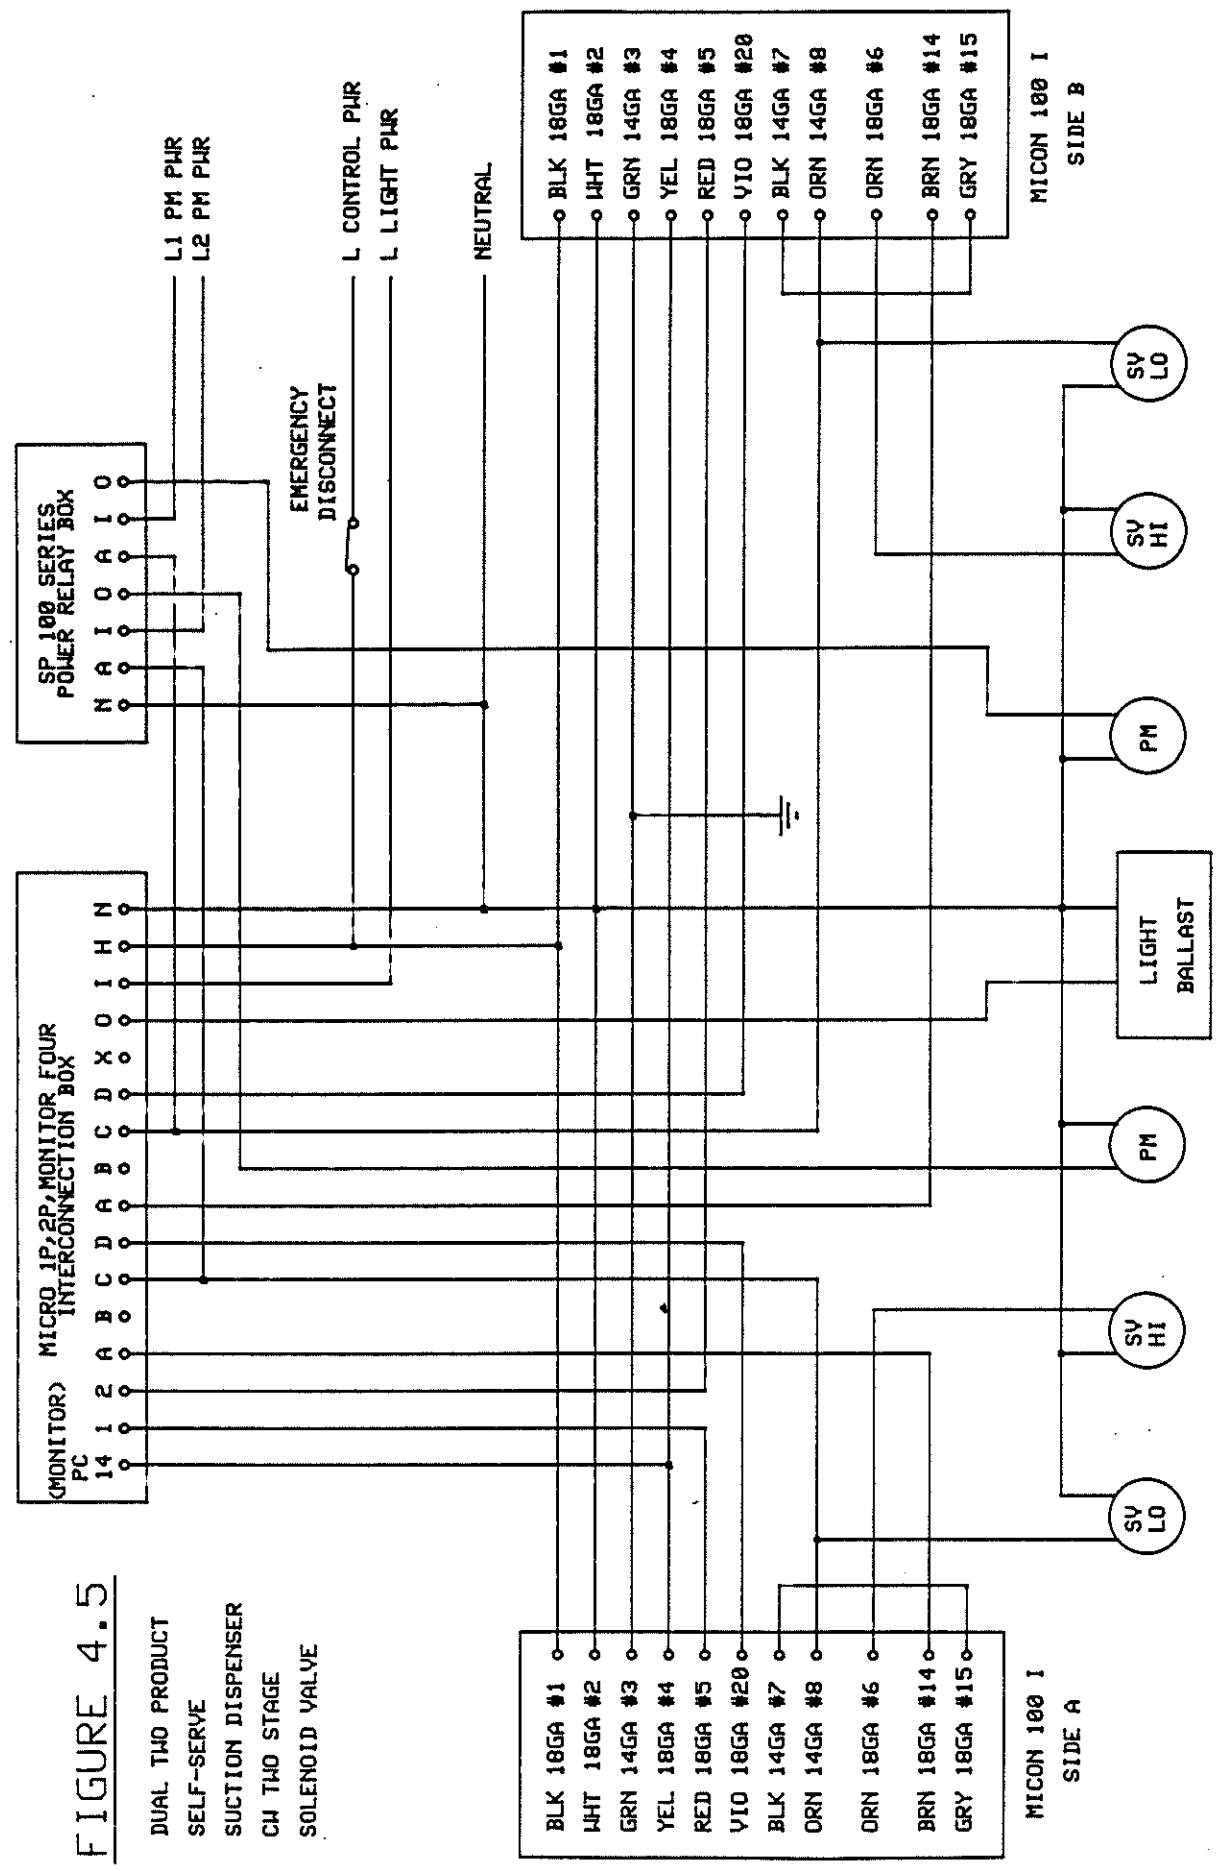 FIGURE 4.5
DUAL TWO PRODUCT
SELF-SERVE
SUCTION DISPENSER
CW TWO STAGE
SOLENOID VALVE
(MONITOR)
PC
MICRO 1P,2P,MONITOR FOUR
INTERCONNECTION BOX
14 1 2 A B C D A B C D X O I H N
SP 100 SERIES
POWER RELAY BOX
N A I O A I O
L1 PM PWR
L2 PM PWR
EMERGENCY
DISCONNECT
L CONTROL PWR
L LIGHT PWR
NEUTRAL
BLK 18GA #1
WHT 18GA #2
GRN 14GA #3
YEL 18GA #4
RED 18GA #5
VIO 18GA #20
BLK 14GA #7
ORN 14GA #8
ORN 18GA #6
BRN 18GA #14
GRY 18GA #15
MICON 100 I
SIDE A
BLK 18GA #1
WHT 18GA #2
GRN 14GA #3
YEL 18GA #4
RED 18GA #5
VIO 18GA #20
BLK 14GA #7
ORN 14GA #8
ORN 18GA #6
BRN 18GA #14
GRY 18GA #15
MICON 100 I
SIDE B
SV
LO
SV
HI
PM
LIGHT
BALLAST
PM
SV
HI
SV
LO